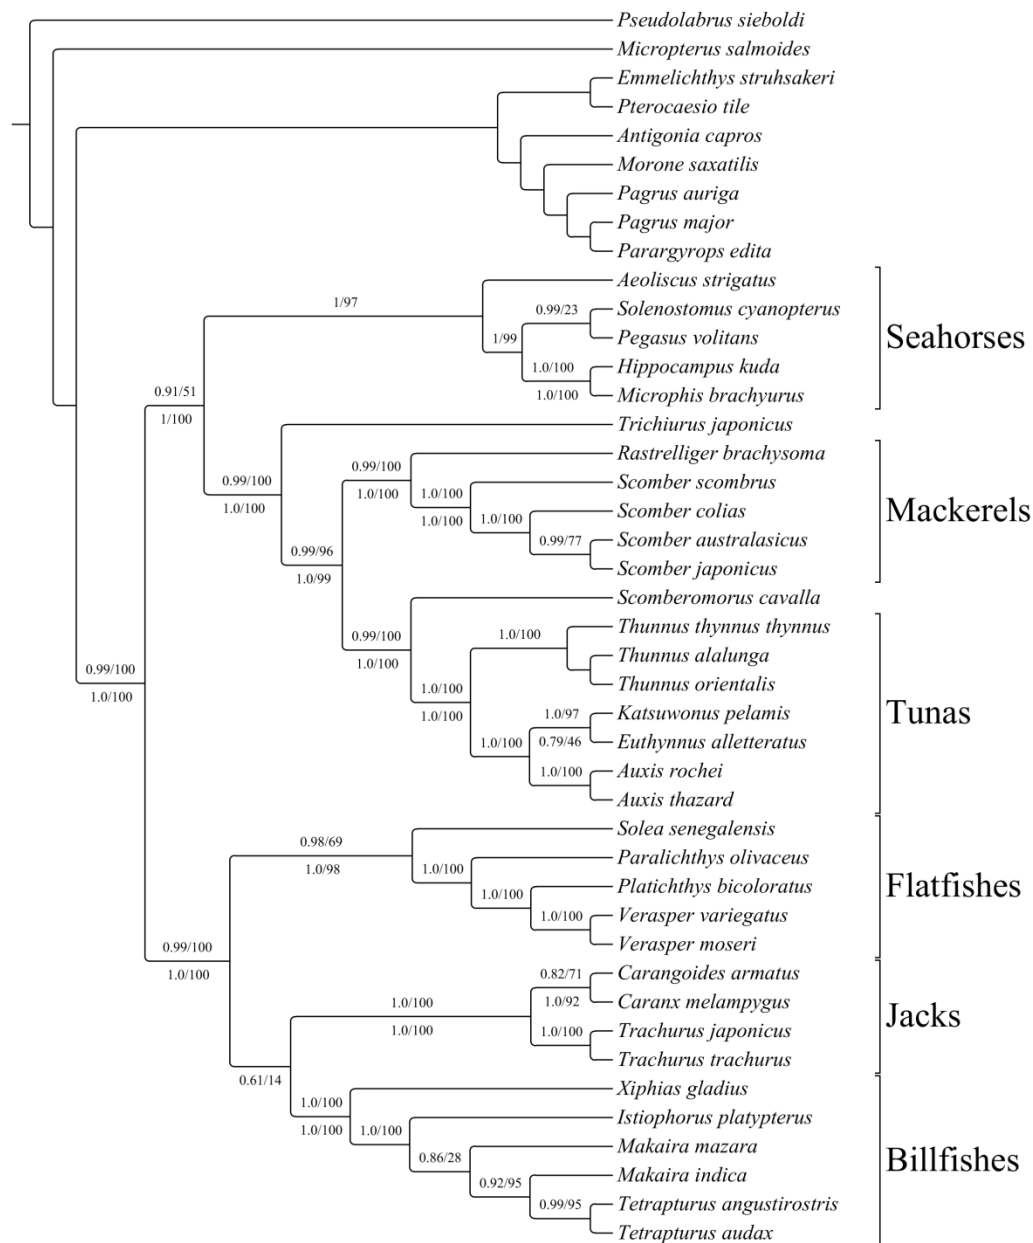 Pseudolabrus sieboldi
Micropterus salmoides
Emmelichthys struhsakeri
Pterocaesio tile
Antigonia capros
Morone saxatilis
Pagrus auriga
Pagrus major
Parargyrops edita
Aeoliscus strigatus
1/97
0.99/23
Solenostomus cyanopterus
Seahorses
1/99
Pegasus volitans
1.0/100
Hippocampus kuda
0.91/51
1.0/100
Microphis brachyurus
1/100
Trichiurus japonicus
0.99/100
0.99/100
Rastrelliger brachysoma
1.0/100
1.0/100
1.0/100
Scomber scombrus
Mackerels
1.0/100
1.0/100
Scomber colias
0.99/96
0.99/77
Scomber australasicus
1.0/99
Scomber japonicus
Scomberomorus cavalla
0.99/100
1.0/100
Thunnus thynnus thynnus
1.0/100
Thunnus alalunga
0.99/100
1.0/100
1.0/100
Thunnus orientalis
1.0/100
1.0/97
Katsuwonus pelamis
Tunas
1.0/100
1.0/100
0.79/46
Euthynnus alletteratus
1.0/100
Auxis rochei
Auxis thazard
0.98/69
Solea senegalensis
1.0/98
1.0/100
Paralichthys olivaceus
1.0/100
Platichthys bicoloratus
Flatfishes
1.0/100
Verasper variegatus
0.99/100
Verasper moseri
1.0/100
0.82/71
Carangoides armatus
1.0/100
1.0/92
Caranx melampygus
Jacks
1.0/100
1.0/100
Trachurus japonicus
Trachurus trachurus
0.61/14
1.0/100
Xiphias gladius
1.0/100
1.0/100
Istiophorus platypterus
0.86/28
Makaira mazara
Billfishes
0.92/95
Makaira indica
0.99/95
Tetrapturus angustirostris
Tetrapturus audax